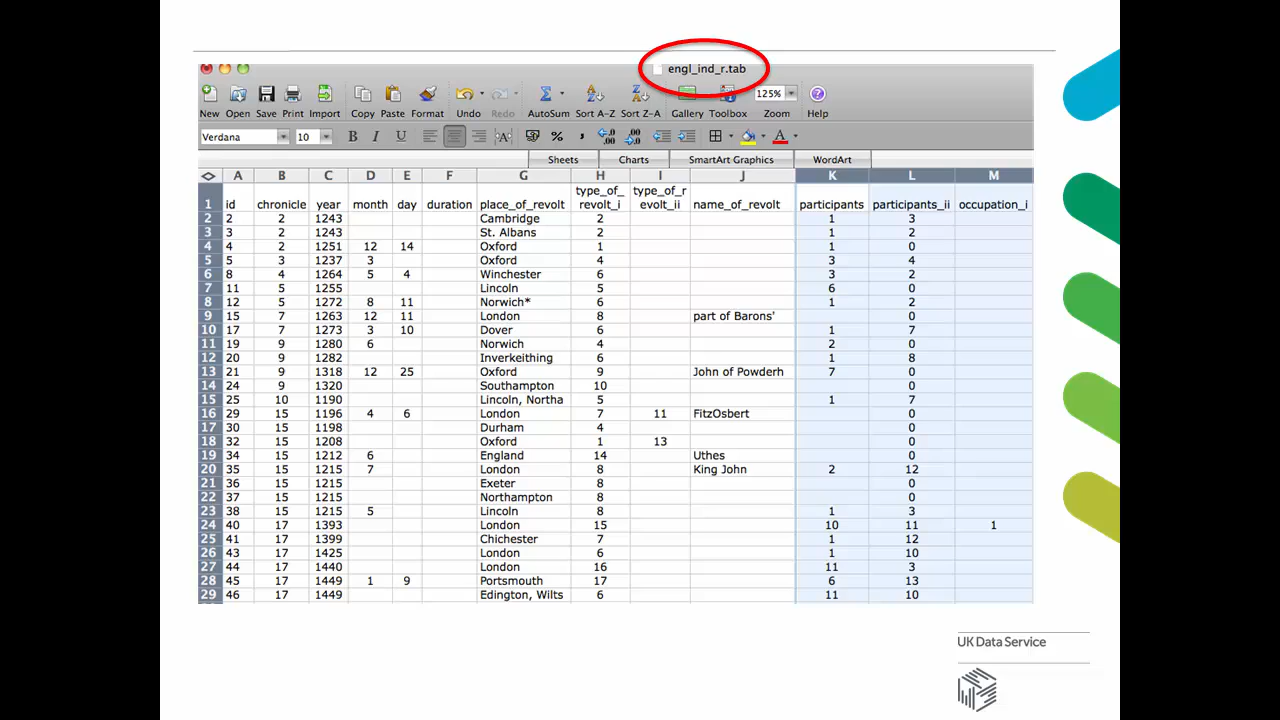 engl_ind_r.tab
New Open Save Print Import Copy Paste Format Undo Redo AutoSum Sort A-Z Sort Z-A Gallery Toolbox 125% Zoom Help
Verdana 10 B I U
Sheets Charts SmartArt Graphics WordArt
A B C D E F G H I J K L M
1 id chronicle year month day duration place_of_revolt type_of_revolt_i type_of_revolt_ii name_of_revolt participants participants_ii occupation_i
2 2 2 1243 Cambridge 2 1 3
3 3 2 1243 St. Albans 2 1 2
4 4 2 1251 12 14 Oxford 1 1 0
5 5 3 1237 3 Oxford 4 3 4
6 8 4 1264 5 4 Winchester 6 3 2
7 11 5 1255 Lincoln 5 6 0
8 12 5 1272 8 11 Norwich* 6 1 2
9 15 7 1263 12 11 London 8 part of Barons' 0
10 17 7 1273 3 10 Dover 6 1 7
11 19 9 1280 6 Norwich 4 2 0
12 20 9 1282 Inverkeithing 6 1 8
13 21 9 1318 12 25 Oxford 9 John of Powderh 7 0
14 24 9 1320 Southampton 10 0
15 25 10 1190 Lincoln, Northa 5 1 7
16 29 15 1196 4 6 London 7 11 FitzOsbert 0
17 30 15 1198 Durham 4 0
18 32 15 1208 Oxford 1 13 0
19 34 15 1212 6 England 14 Uthes 0
20 35 15 1215 7 London 8 King John 2 12
21 36 15 1215 Exeter 8 0
22 37 15 1215 Northampton 8 0
23 38 15 1215 5 Lincoln 8 1 3
24 40 17 1393 London 15 10 11 1
25 41 17 1399 Chichester 7 1 12
26 43 17 1425 London 6 1 10
27 44 17 1440 London 16 11 3
28 45 17 1449 1 9 Portsmouth 17 6 13
29 46 17 1449 Edington, Wilts 6 11 10
UK Data Service